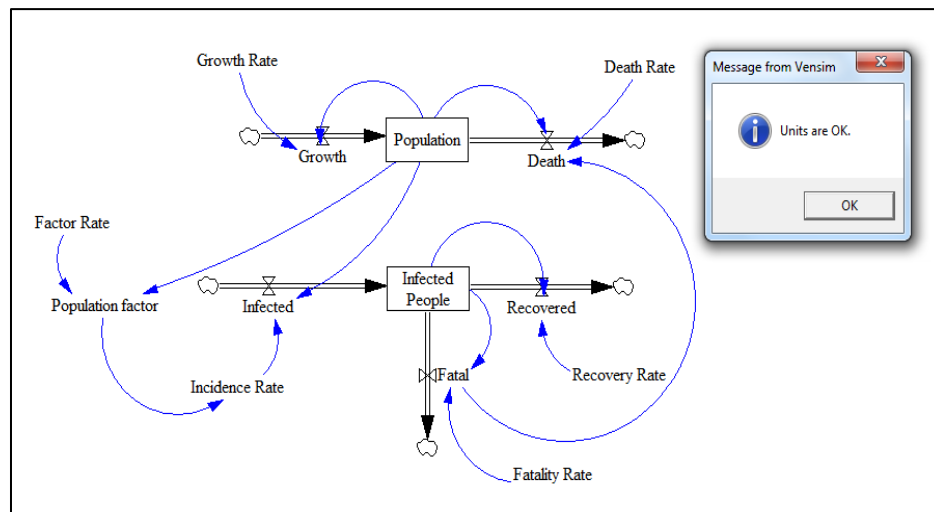 Growth Rate
Death Rate
Message from Vensim
Population
Units are OK.
Growth
Death
OK
Factor Rate
Infected
People
Population factor
Infected
Recovered
Incidence Rate
Fatal
Recovery Rate
Fatality Rate